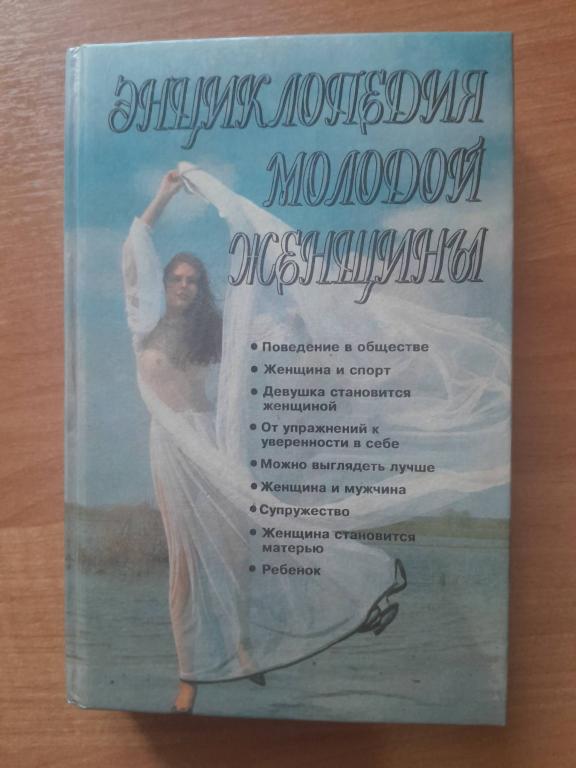 ЭНЦИКЛОПЕДИЯ
МОЛОДОЙ
ЖЕНЩИНЫ
• Поведение в обществе
• Женщина и спорт
• Девушка становится
женщиной
• От упражнений к
уверенности в себе
• Можно выглядеть лучше
• Женщина и мужчина
• Супружество
• Женщина становится
матерью
• Ребенок